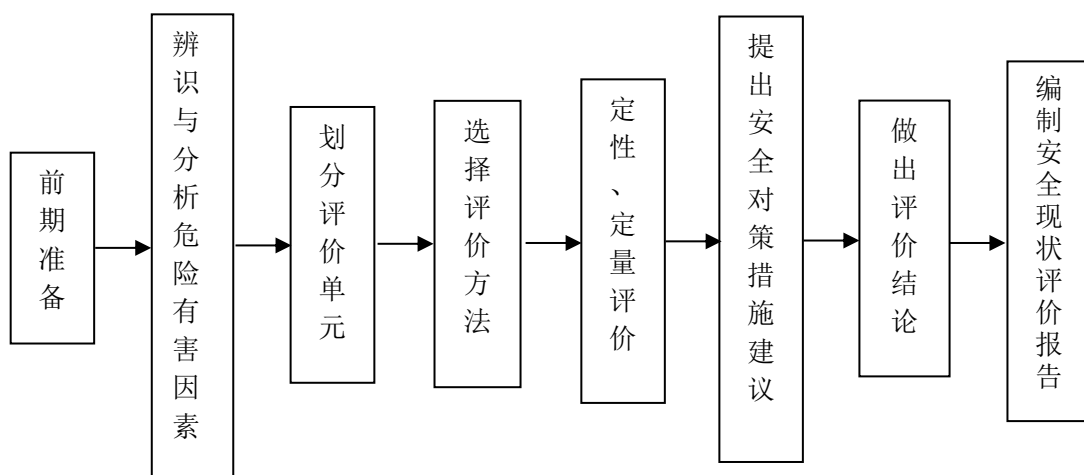 前期准备
辨识与分析危险有害因素
划分评价单元
选择评价方法
定性、定量评价
提出安全对策措施建议
做出评价结论
编制安全现状评价报告